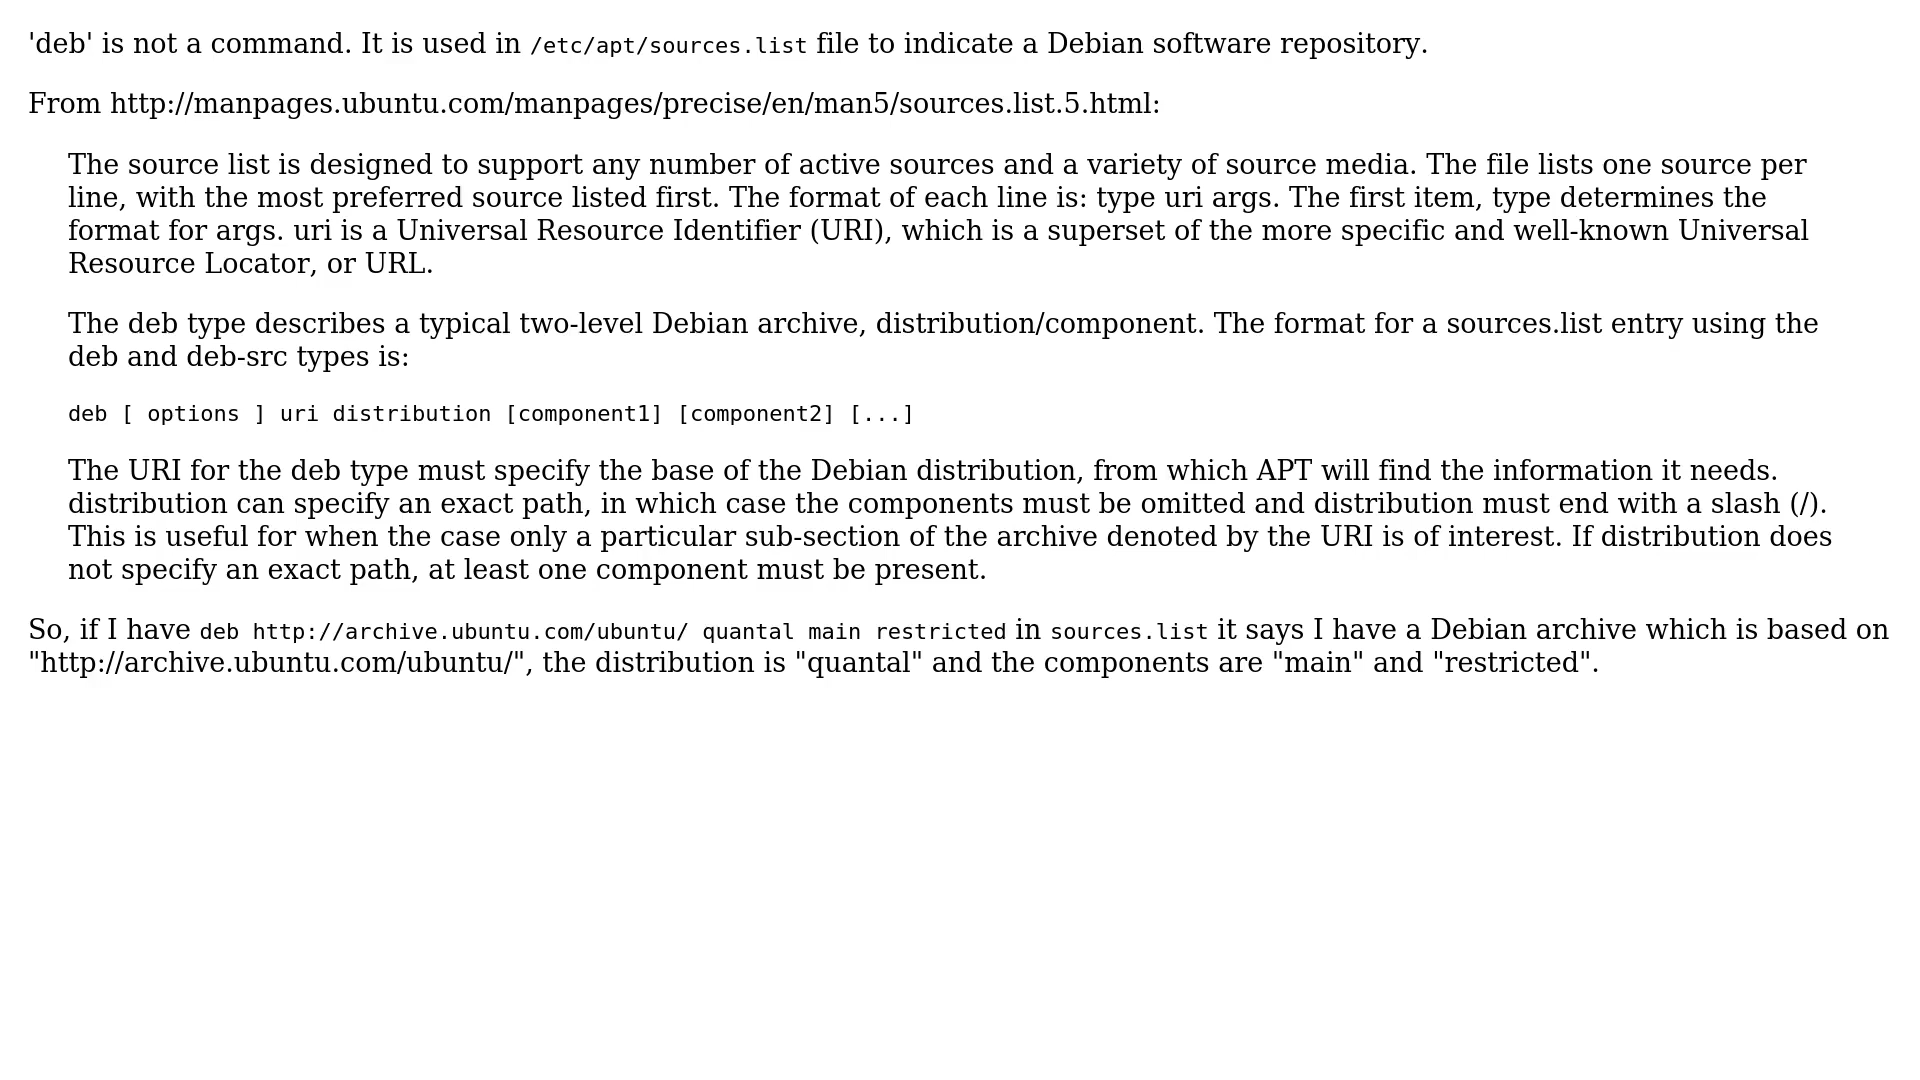 'deb' is not a command. It is used in /etc/apt/sources.list file to indicate a Debian software repository.
From http://manpages.ubuntu.com/manpages/precise/en/man5/sources.list.5.html:
The source list is designed to support any number of active sources and a variety of source media. The file lists one source per
line, with the most preferred source listed first. The format of each line is: type uri args. The first item, type determines the
format for args. uri is a Universal Resource Identifier (URI), which is a superset of the more specific and well-known Universal
Resource Locator, or URL.
The deb type describes a typical two-level Debian archive, distribution/component. The format for a sources.list entry using the
deb and deb-src types is:
deb [ options ] uri distribution [component1] [component2] [...]
The URI for the deb type must specify the base of the Debian distribution, from which APT will find the information it needs.
distribution can specify an exact path, in which case the components must be omitted and distribution must end with a slash (/).
This is useful for when the case only a particular sub-section of the archive denoted by the URI is of interest. If distribution does
not specify an exact path, at least one component must be present.
So, if I have deb http://archive.ubuntu.com/ubuntu/ quantal main restricted in sources.list it says I have a Debian archive which is based on
"http://archive.ubuntu.com/ubuntu/", the distribution is "quantal" and the components are "main" and "restricted".